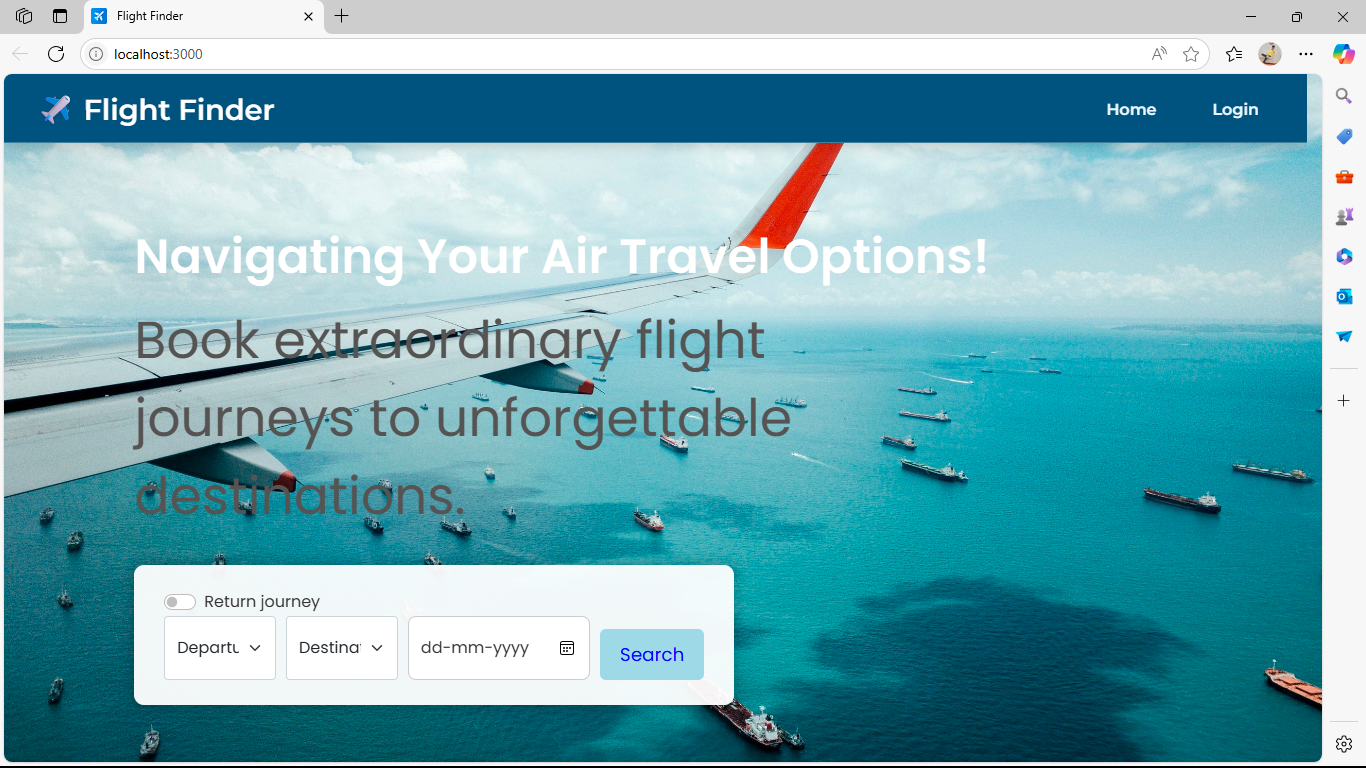 Flight Finder
localhost:3000
Flight Finder
Home
Login
Navigating Your Air Travel Options!
Book extraordinary flight
journeys to unforgettable
destinations.
Return journey
Departu
Destinat
dd-mm-yyyy
Search